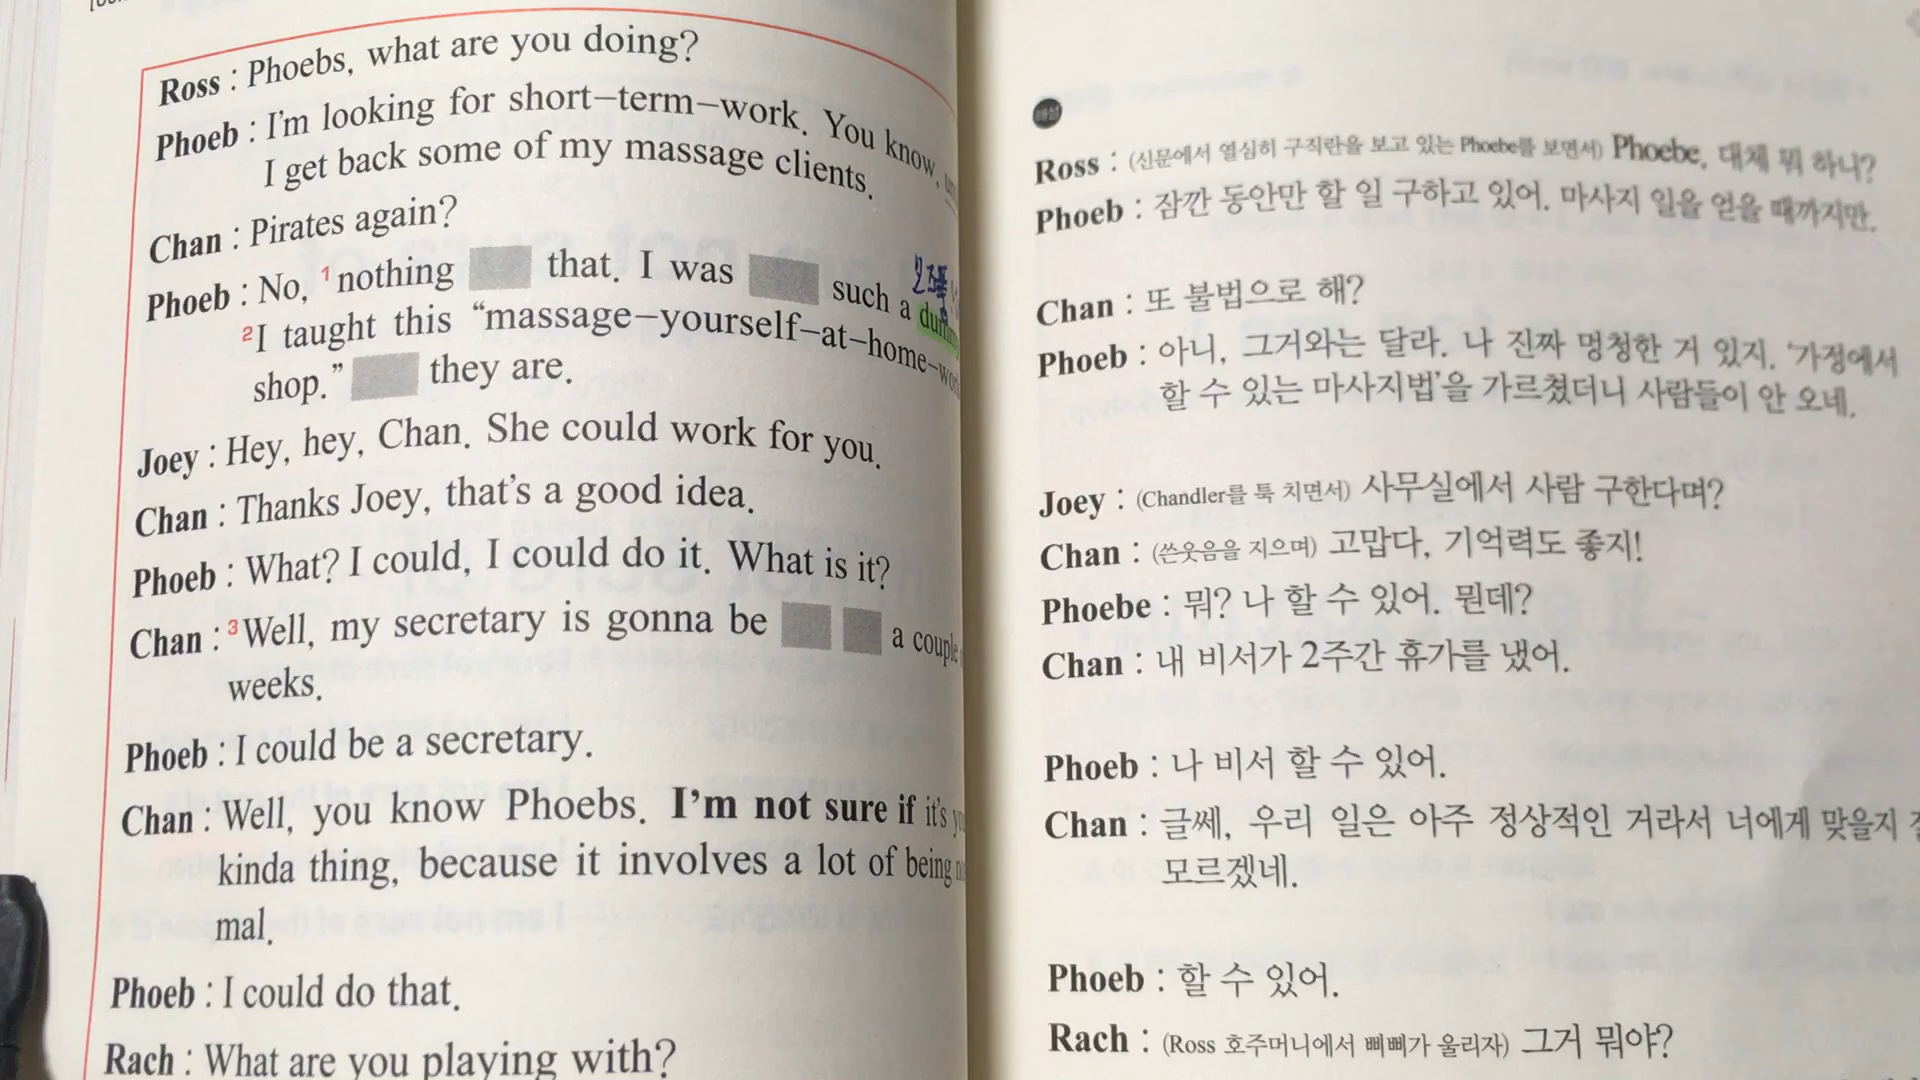 Ross : Phoebs, what are you doing?
Phoeb : I'm looking for short-term-work. You know,
I get back some of my massage clients.
Chan : Pirates again?
Phoeb : No, 1nothing that. I was such a
2I taught this “massage-yourself-at-home-
shop.” they are.
Joey : Hey, hey, Chan. She could work for you.
Chan : Thanks Joey, that's a good idea.
Phoeb : What? I could, I could do it. What is it?
Chan : 3Well, my secretary is gonna be a couple
weeks.
Phoeb : I could be a secretary.
Chan : Well, you know Phoebs. I'm not sure if it's
kinda thing, because it involves a lot of being
mal.
Phoeb : I could do that.
Rach : What are you playing with?
해설
Ross : (신문에서 열심히 구직란을 보고 있는 Phoebe를 보면서) Phoebe, 대체 뭐 하니?
Phoeb : 잠깐 동안만 할 일 구하고 있어. 마사지 일을 얻을 때까지만.
Chan : 또 불법으로 해?
Phoeb : 아니, 그거와는 달라. 나 진짜 멍청한 거 있지. ‘가정에서
할 수 있는 마사지법’을 가르쳤더니 사람들이 안 오네.
Joey : (Chandler를 툭 치면서) 사무실에서 사람 구한다며?
Chan : (쓴웃음을 지으며) 고맙다, 기억력도 좋지!
Phoebe : 뭐? 나 할 수 있어. 뭔데?
Chan : 내 비서가 2주간 휴가를 냈어.
Phoeb : 나 비서 할 수 있어.
Chan : 글쎄, 우리 일은 아주 정상적인 거라서 너에게 맞을지
모르겠네.
Phoeb : 할 수 있어.
Rach : (Ross 호주머니에서 삐삐가 울리자) 그거 뭐야?